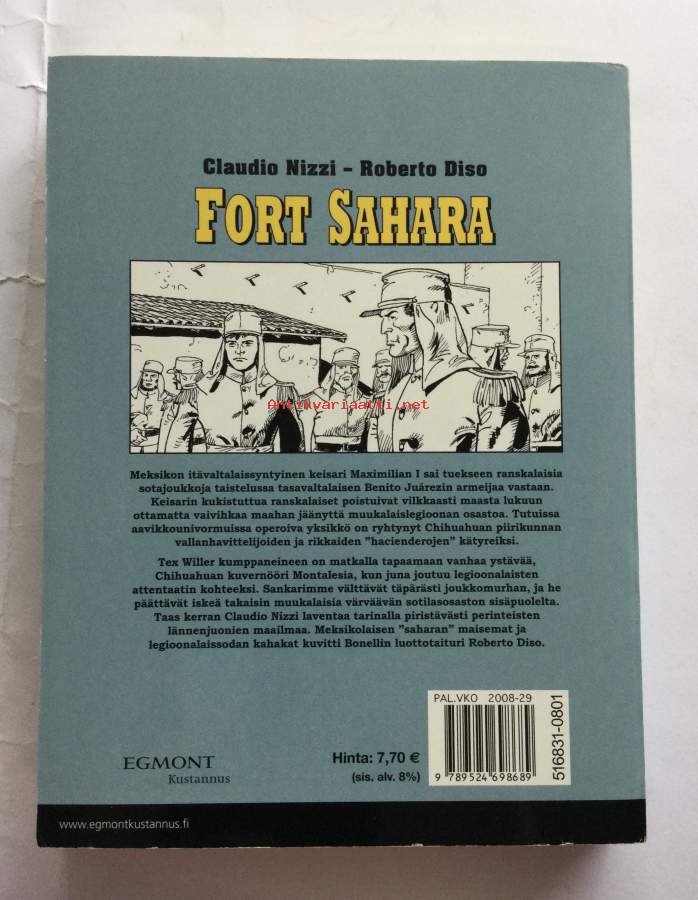 Claudio Nizzi – Roberto Diso
FORT SAHARA
Antikvariaatti.net
Meksikon itävaltalaissyntyinen keisari Maximilian I sai tuekseen ranskalaisia
sotajoukkoja taistelussa tasavaltalaisen Benito Juárezin armeijaa vastaan.
Keisarin kukistuttua ranskalaiset poistuivat vilkkaasti maasta lukuun
ottamatta vaivihkaa maahan jäänyttä muukalaislegioonan osastoa. Tutuissa
aavikkounivormuissa operoiva yksikkö on ryhtynyt Chihuahuan piirikunnan
vallanhavittelijoiden ja rikkaiden "hacienderojen" kätyreiksi.
Tex Willer kumppaneineen on matkalla tapaamaan vanhaa ystävää,
Chihuahuan kuvernööri Montalesia, kun juna joutuu legioonalaisten
attentaatin kohteeksi. Sankarimme välttävät täpärästi joukkomurhan, ja he
päättävät iskeä takaisin muukalaisia värväävän sotilasosaston sisäpuolelta.
Taas kerran Claudio Nizzi laventaa tarinalla piristävästi perinteisten
lännenjuonien maailmaa. Meksikolaisen "saharan" maisemat ja
legioonalaissodan kahakat kuvitti Bonellin luottotaituri Roberto Diso.
PAL.VKO 2008-29
EGMONT
Kustannus
Hinta: 7,70 €
(sis. alv. 8%)
9 789524 698689
516831-0801
www.egmontkustannus.fi